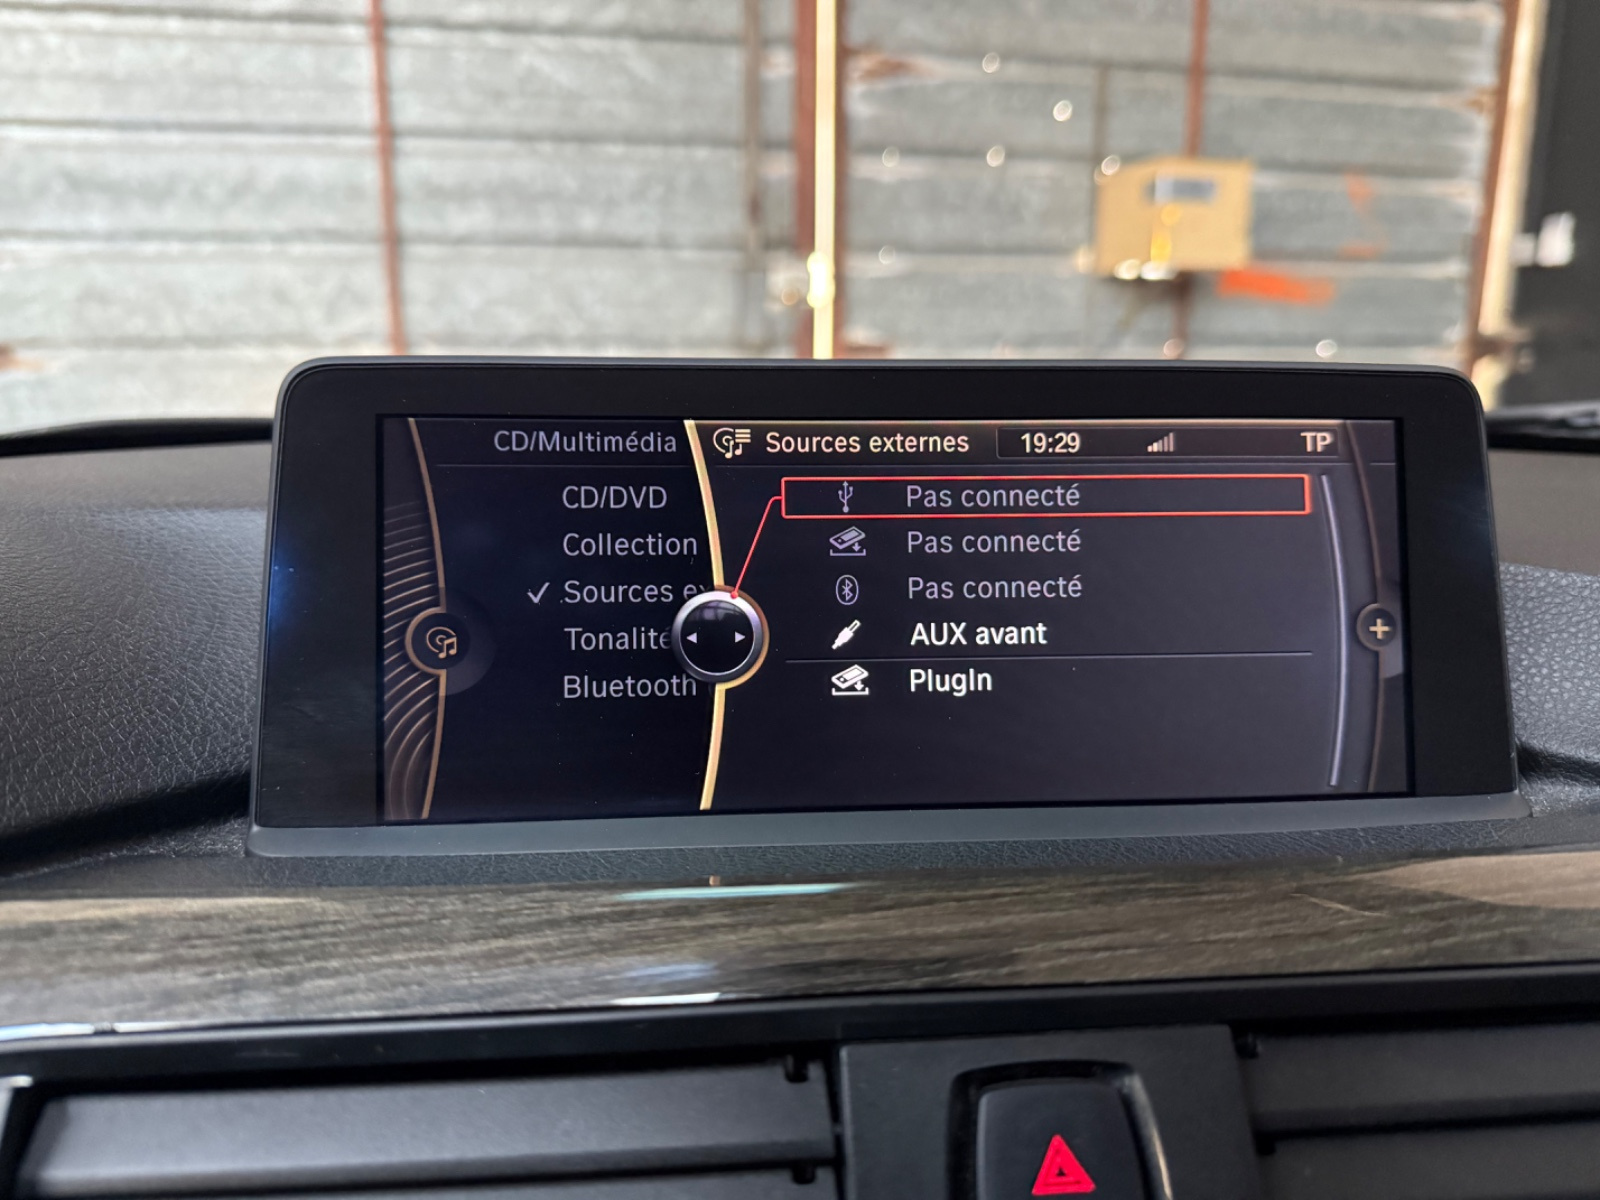 CD/Multimédia
CD/DVD
Collection
Sources e
Tonalité
Bluetooth
Sources externes 19:29 TP
Pas connecté
Pas connecté
Pas connecté
AUX avant
PlugIn